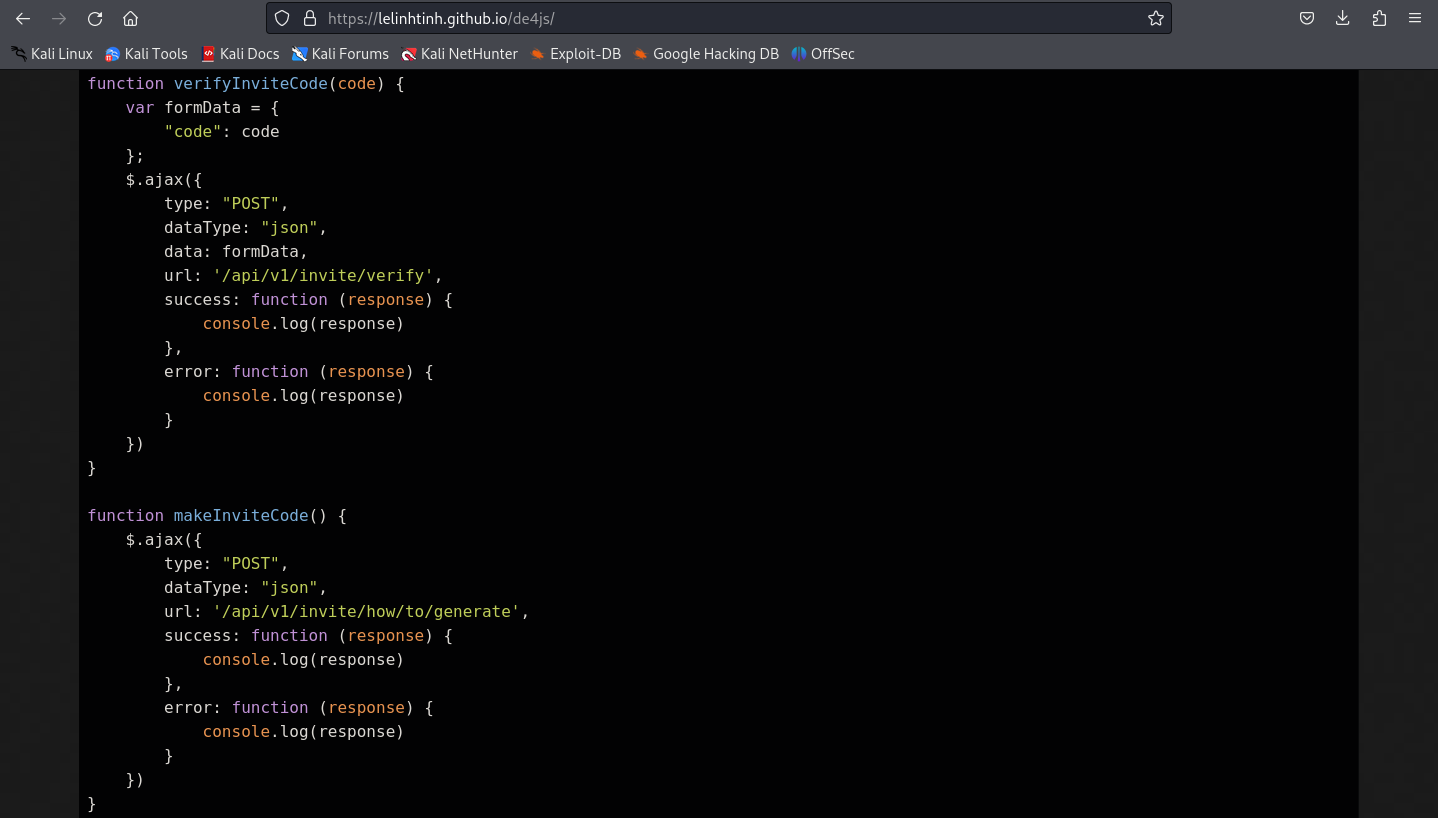 https://lelinhtinh.github.io/de4js/
Kali Linux Kali Tools Kali Docs Kali Forums Kali NetHunter Exploit-DB Google Hacking DB OffSec
function verifyInviteCode(code) {
    var formData = {
        "code": code
    };
    $.ajax({
        type: "POST",
        dataType: "json",
        data: formData,
        url: '/api/v1/invite/verify',
        success: function (response) {
            console.log(response)
        },
        error: function (response) {
            console.log(response)
        }
    })
}

function makeInviteCode() {
    $.ajax({
        type: "POST",
        dataType: "json",
        url: '/api/v1/invite/how/to/generate',
        success: function (response) {
            console.log(response)
        },
        error: function (response) {
            console.log(response)
        }
    })
}